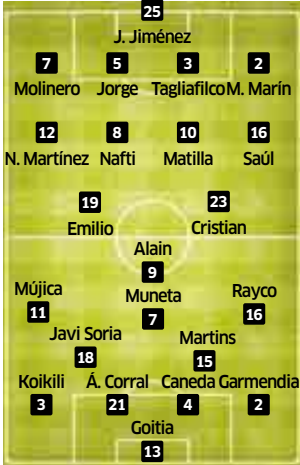 25
J. Jiménez
7 5 3 2
Molinero Jorge Tagliafilco M. Marín
12 8 10 16
N. Martínez Nafti Matilla Saúl
19 23
Emilio Cristian
Alain
9
Mújica Muneta Rayco
11 7 16
Javi Soria Martins
18 15
Koikili Á. Corral Caneda Garmendia
3 21 4 2
Goitia
13